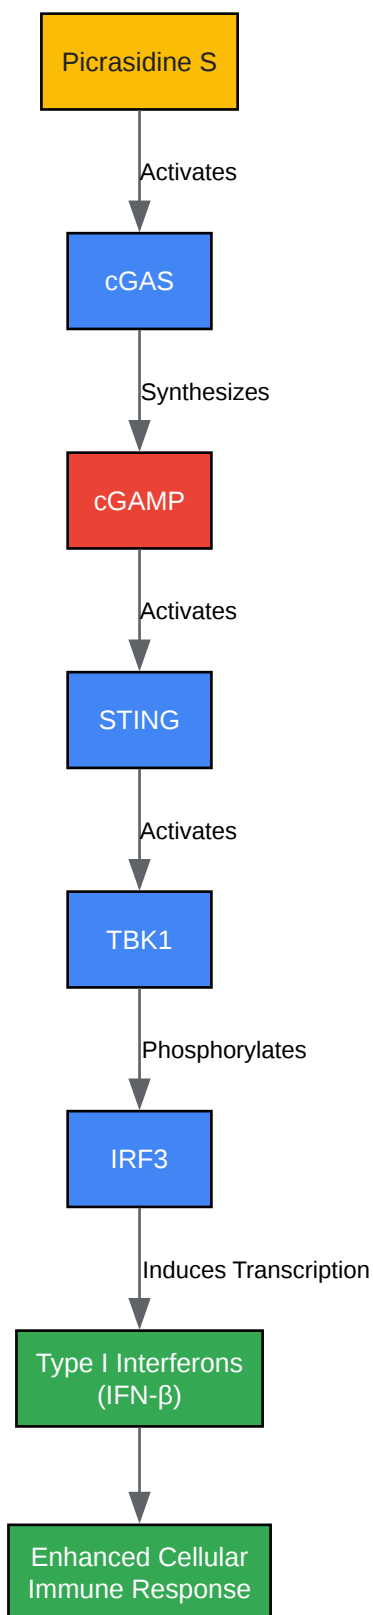 Picrasidine S
Activates
cGAS
Synthesizes
cGAMP
Activates
STING
Activates
TBK1
Phosphorylates
IRF3
Induces Transcription
Type I Interferons
(IFN-β)
Enhanced Cellular
Immune Response